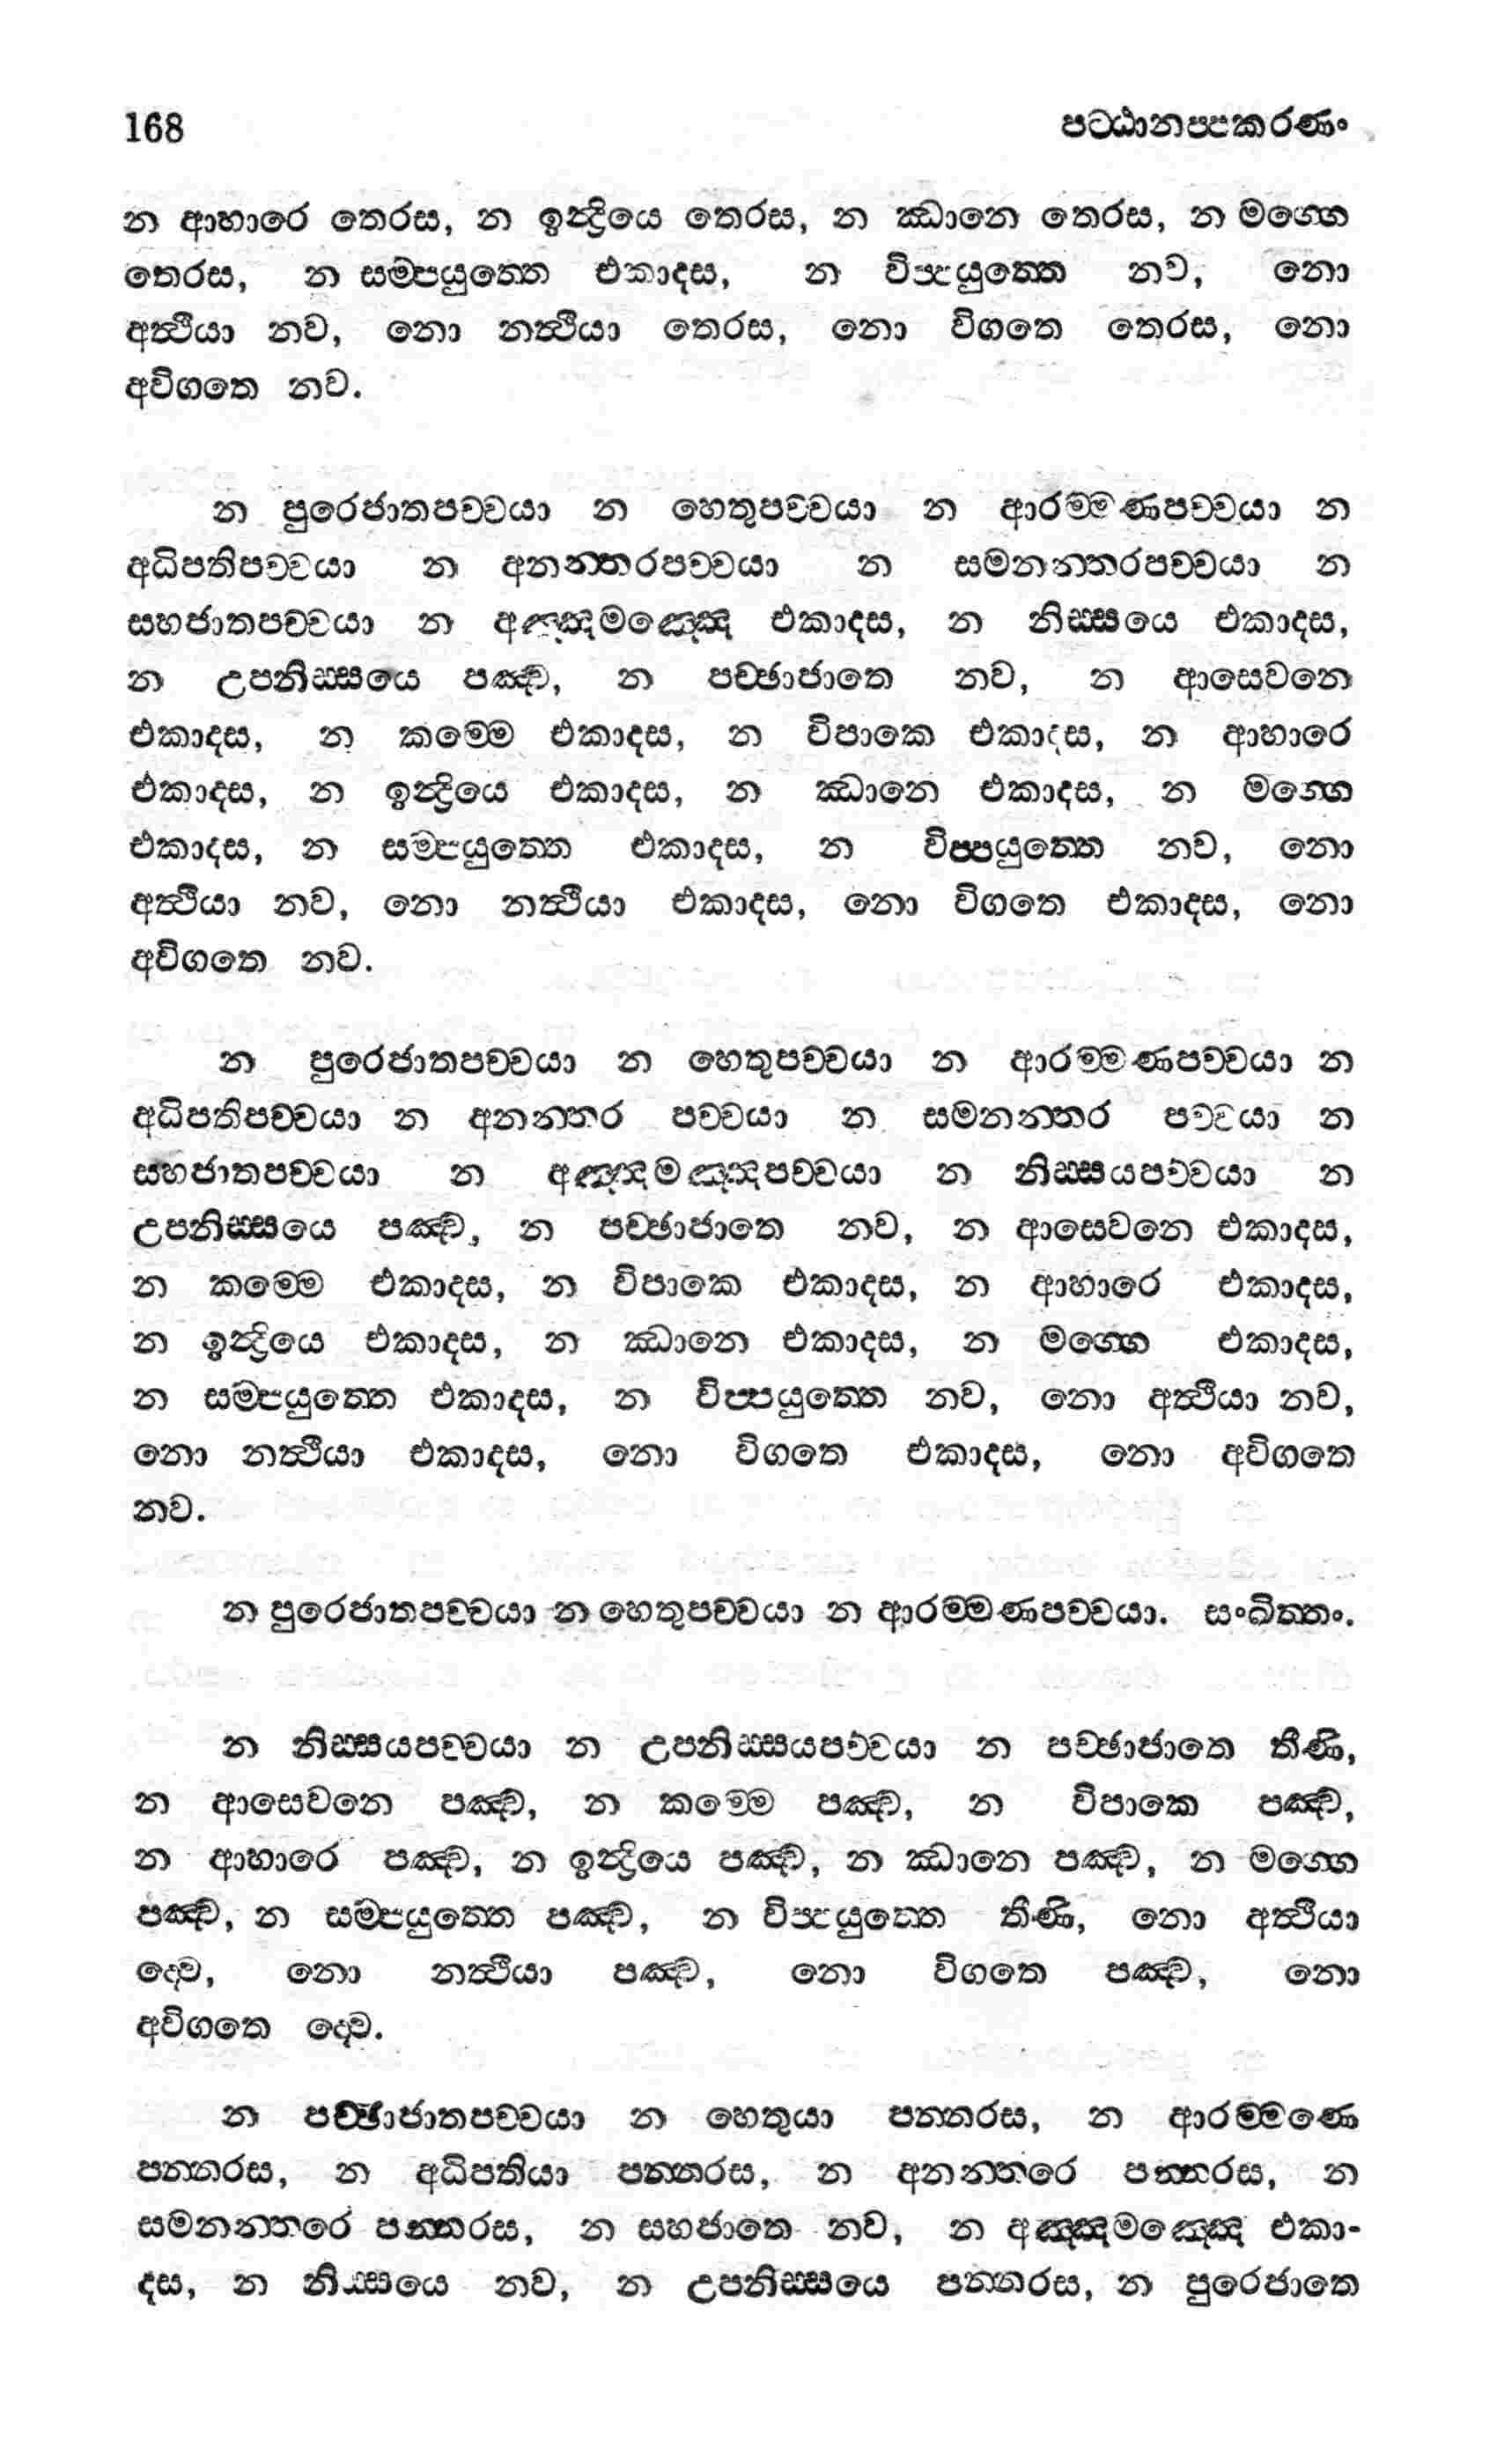 168 පට්ඨානප්පකරණං
න ආහාරෙ තෙරස, න ඉන්ද්‍රියෙ තෙරස, න ඣානෙ තෙරස, න මග්ගෙ
තෙරස, න සම්පයුත්තෙ එකාදස, න විප්පයුත්තෙ නව, නො
අත්ථියා නව, නො නත්ථියා තෙරස, නො විගතෙ තෙරස, නො
අවිගතෙ නව.
න පුරෙජාතපච්චයා න හෙතුපච්චයා න ආරම්මණපච්චයා න
අධිපතිපච්චයා න අනන්තරපච්චයා න සමනන්තරපච්චයා න
සහජාතපච්චයා න අඤ්ඤමඤ්ඤෙ එකාදස, න නිස්සයෙ එකාදස,
න උපනිස්සයෙ පඤ්ච, න පච්ඡාජාතෙ නව, න ආසෙවනෙ
එකාදස, න කම්මෙ එකාදස, න විපාකෙ එකාදස, න ආහාරෙ
එකාදස, න ඉන්ද්‍රියෙ එකාදස, න ඣානෙ එකාදස, න මග්ගෙ
එකාදස, න සම්පයුත්තෙ එකාදස, න විප්පයුත්තෙ නව, නො
අත්ථියා නව, නො නත්ථියා එකාදස, නො විගතෙ එකාදස, නො
අවිගතෙ නව.
න පුරෙජාතපච්චයා න හෙතුපච්චයා න ආරම්මණපච්චයා න
අධිපතිපච්චයා න අනන්තර පච්චයා න සමනන්තර පච්චයා න
සහජාතපච්චයා න අඤ්ඤමඤ්ඤපච්චයා න නිස්සයපච්චයා න
උපනිස්සයෙ පඤ්ච, න පච්ඡාජාතෙ නව, න ආසෙවනෙ එකාදස,
න කම්මෙ එකාදස, න විපාකෙ එකාදස, න ආහාරෙ එකාදස,
න ඉන්ද්‍රියෙ එකාදස, න ඣානෙ එකාදස, න මග්ගෙ එකාදස,
න සම්පයුත්තෙ එකාදස, න විප්පයුත්තෙ නව, නො අත්ථියා නව,
නො නත්ථියා එකාදස, නො විගතෙ එකාදස, නො අවිගතෙ
නව.
න පුරෙජාතපච්චයා න හෙතුපච්චයා න ආරම්මණපච්චයා. සංඛිත්තං.
න නිස්සයපච්චයා න උපනිස්සයපච්චයා න පච්ඡාජාතෙ තීණි,
න ආසෙවනෙ පඤ්ච, න කම්මෙ පඤ්ච, න විපාකෙ පඤ්ච,
න ආහාරෙ පඤ්ච, න ඉන්ද්‍රියෙ පඤ්ච, න ඣානෙ පඤ්ච, න මග්ගෙ
පඤ්ච, න සම්පයුත්තෙ පඤ්ච, න විප්පයුත්තෙ තීණි, නො අත්ථියා
ද්වෙ, නො නත්ථියා පඤ්ච, නො විගතෙ පඤ්ච, නො
අවිගතෙ ද්වෙ.
න පච්ඡාජාතපච්චයා න හෙතුයා පන්නරස, න ආරම්මණෙ
පන්නරස, න අධිපතියා පන්නරස, න අනන්තරෙ පන්නරස, න
සමනන්තරෙ පන්නරස, න සහජාතෙ නව, න අඤ්ඤමඤ්ඤෙ එකා-
දස, න නිස්සයෙ නව, න උපනිස්සයෙ පන්නරස, න පුරෙජාතෙ